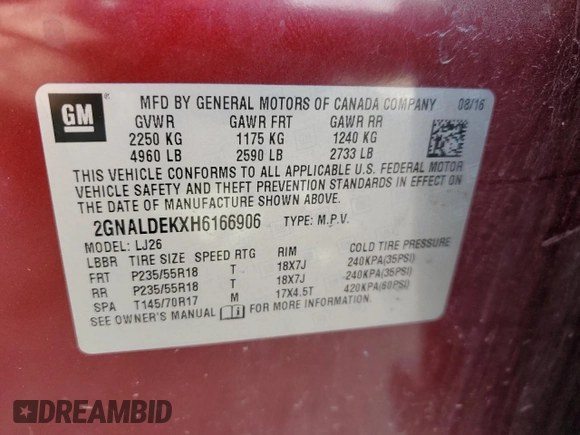 GM
MFD BY GENERAL MOTORS OF CANADA COMPANY 08/16
GVWR GAWR FRT GAWR RR
2250 KG 1175 KG 1240 KG
4960 LB 2590 LB 2733 LB
THIS VEHICLE CONFORMS TO ALL APPLICABLE U.S. FEDERAL MOTOR
VEHICLE SAFETY AND THEFT PREVENTION STANDARDS IN EFFECT ON
THE DATE OF MANUFACTURE SHOWN ABOVE.
2GNALDEKXH6166906 TYPE: M.P.V.
MODEL: LJ26
LBBR TIRE SIZE SPEED RTG RIM COLD TIRE PRESSURE
FRT P235/55R18 T 18X7J 240KPA(35PSI)
RR P235/55R18 T 18X7J 240KPA(35PSI)
SPA T145/70R17 M 17X4.5T 420KPA(60PSI)
SEE OWNER'S MANUAL FOR MORE INFORMATION.
DREAMBID